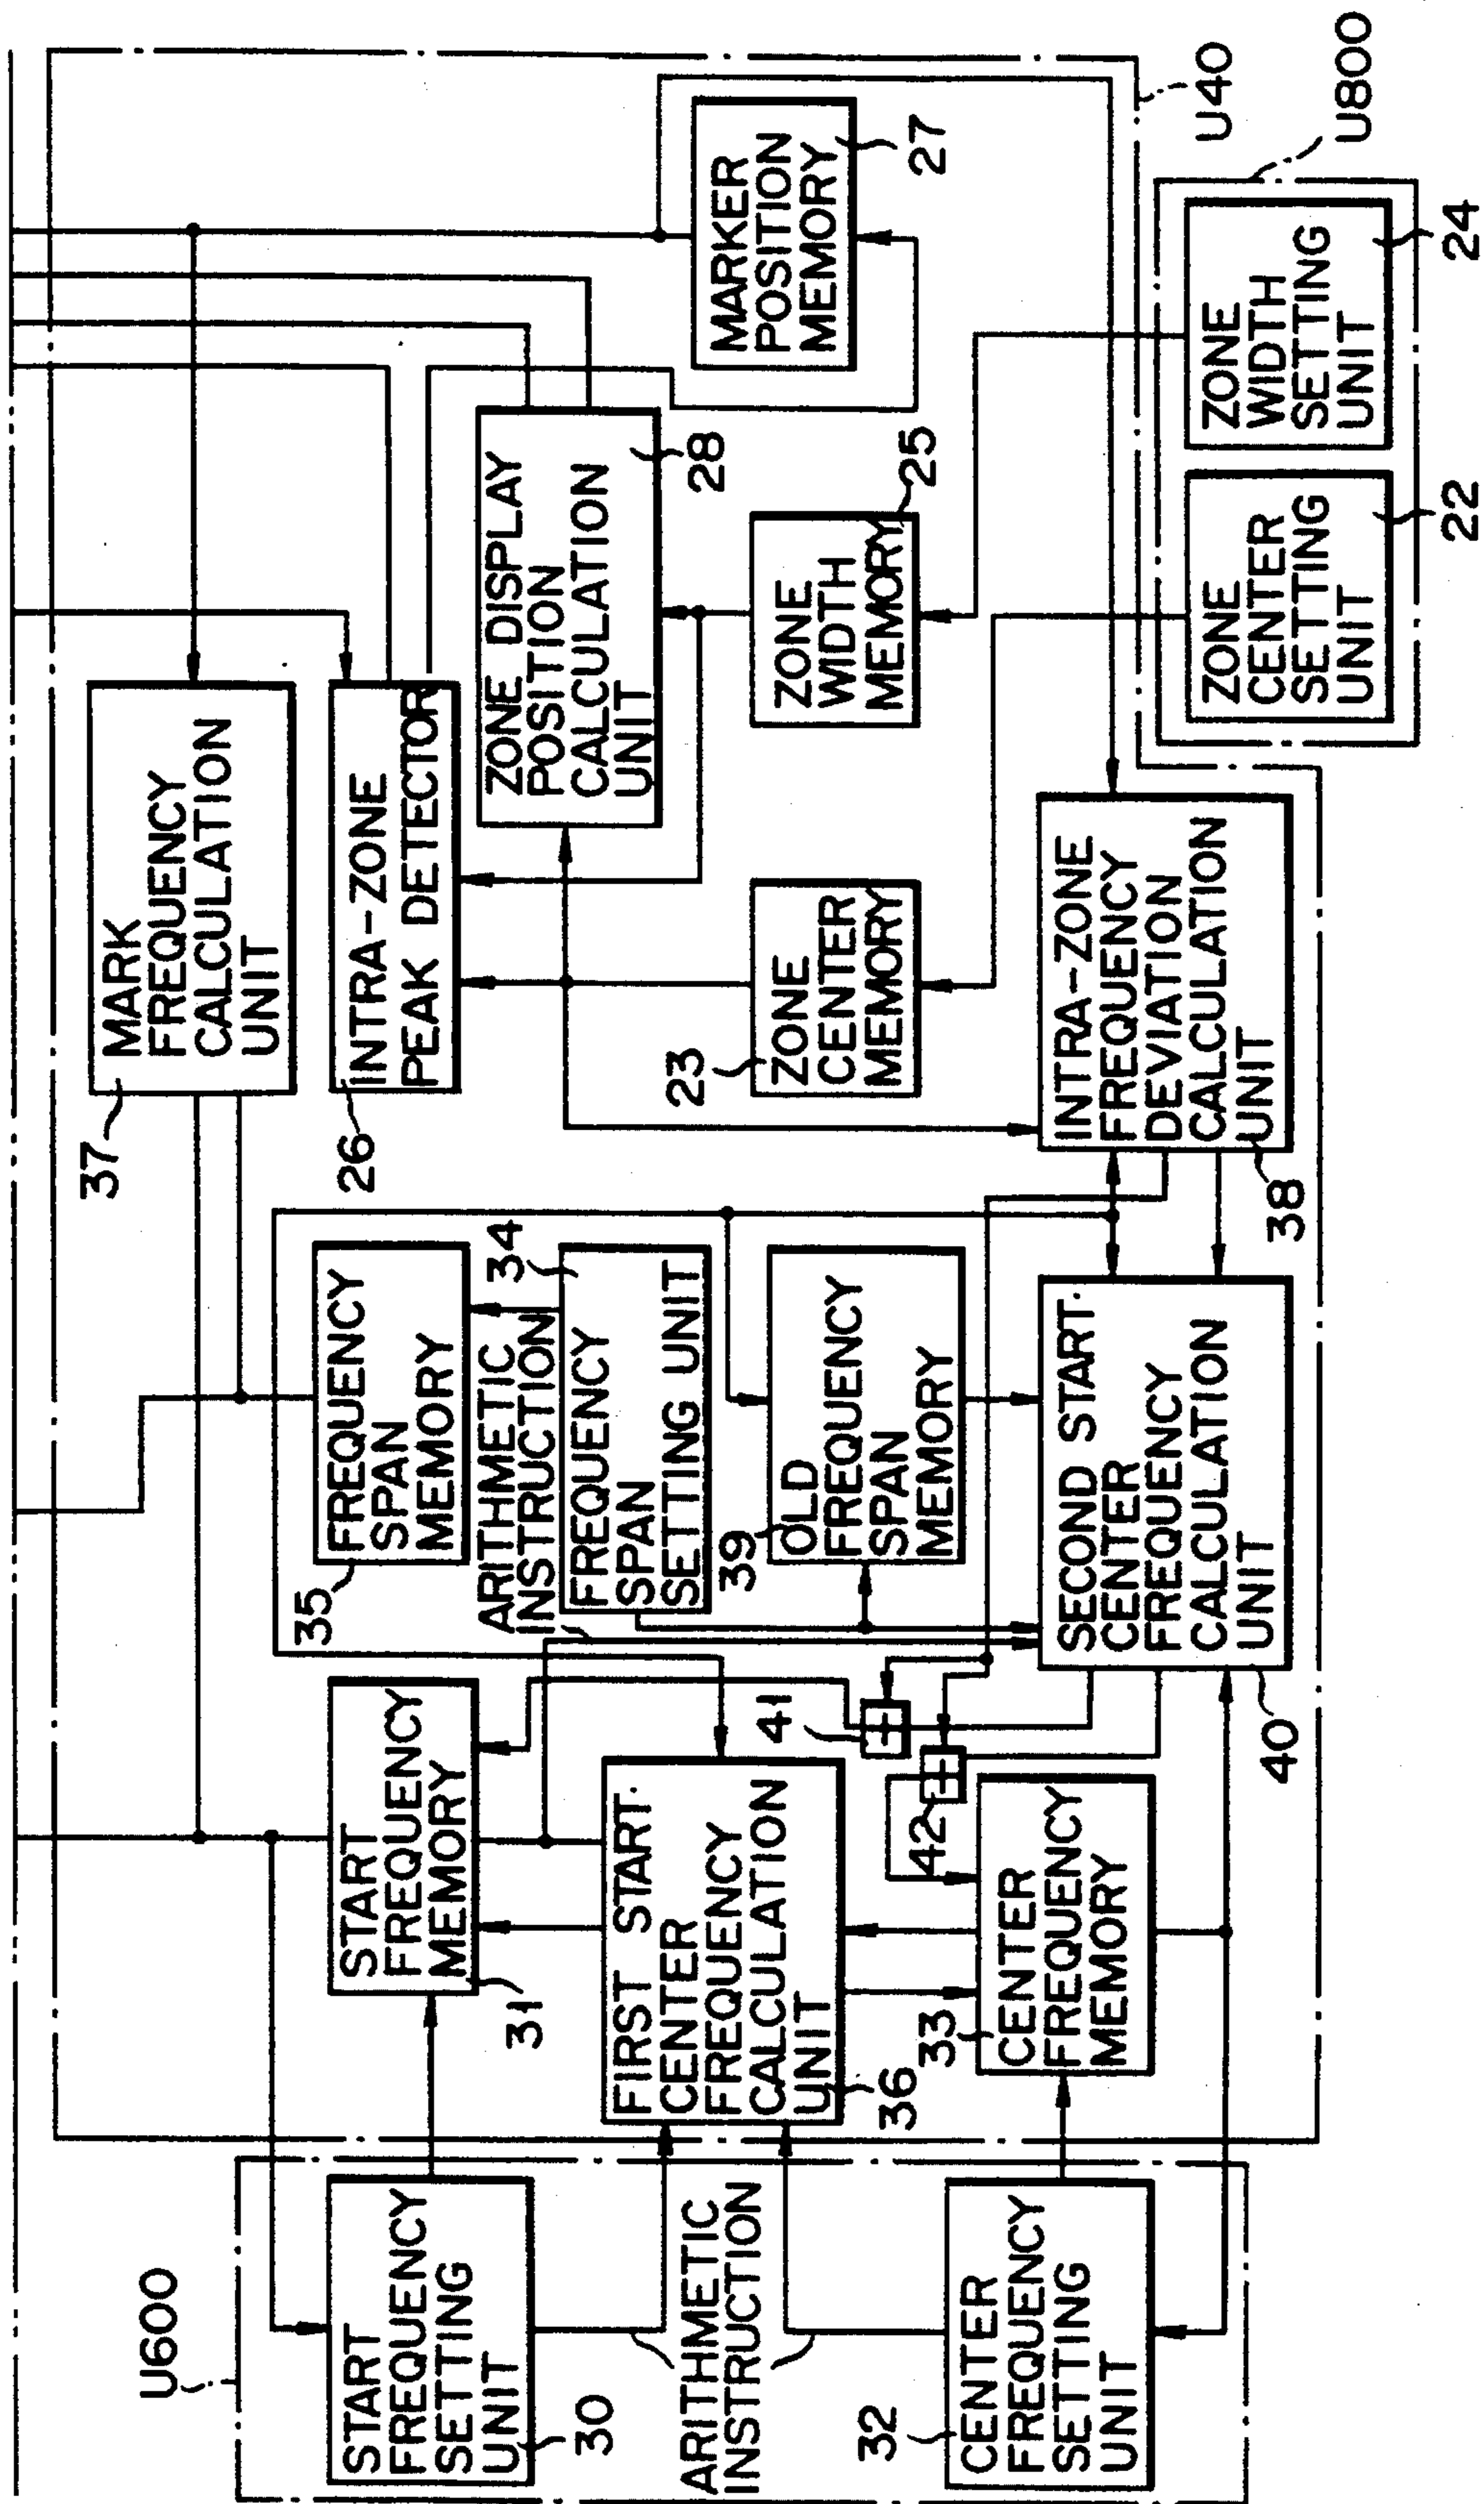 U600
START
FREQUENCY
SETTING
UNIT
30
ARITHMETIC
INSTRUCTION
32
CENTER
FREQUENCY
SETTING
UNIT
START
FREQUENCY
MEMORY
31
FIRST START·
CENTER
FREQUENCY
CALCULATION
UNIT
36
33
CENTER
FREQUENCY
MEMORY
41
42
35
FREQUENCY
SPAN
MEMORY
ARITHMETIC
INSTRUCTION
34
FREQUENCY
SPAN
SETTING UNIT
39
OLD
FREQUENCY
SPAN
MEMORY
SECOND START·
CENTER
FREQUENCY
CALCULATION
UNIT
40
37
MARK
FREQUENCY
CALCULATION
UNIT
26
INTRA-ZONE
PEAK DETECTOR
ZONE DISPLAY
POSITION
CALCULATION
UNIT
28
23
ZONE
CENTER
MEMORY
ZONE
WIDTH
MEMORY
25
MARKER
POSITION
MEMORY
27
INTRA-ZONE
FREQUENCY
DEVIATION
CALCULATION
UNIT
38
ZONE
CENTER
SETTING
UNIT
22
ZONE
WIDTH
SETTING
UNIT
24
U40
U800